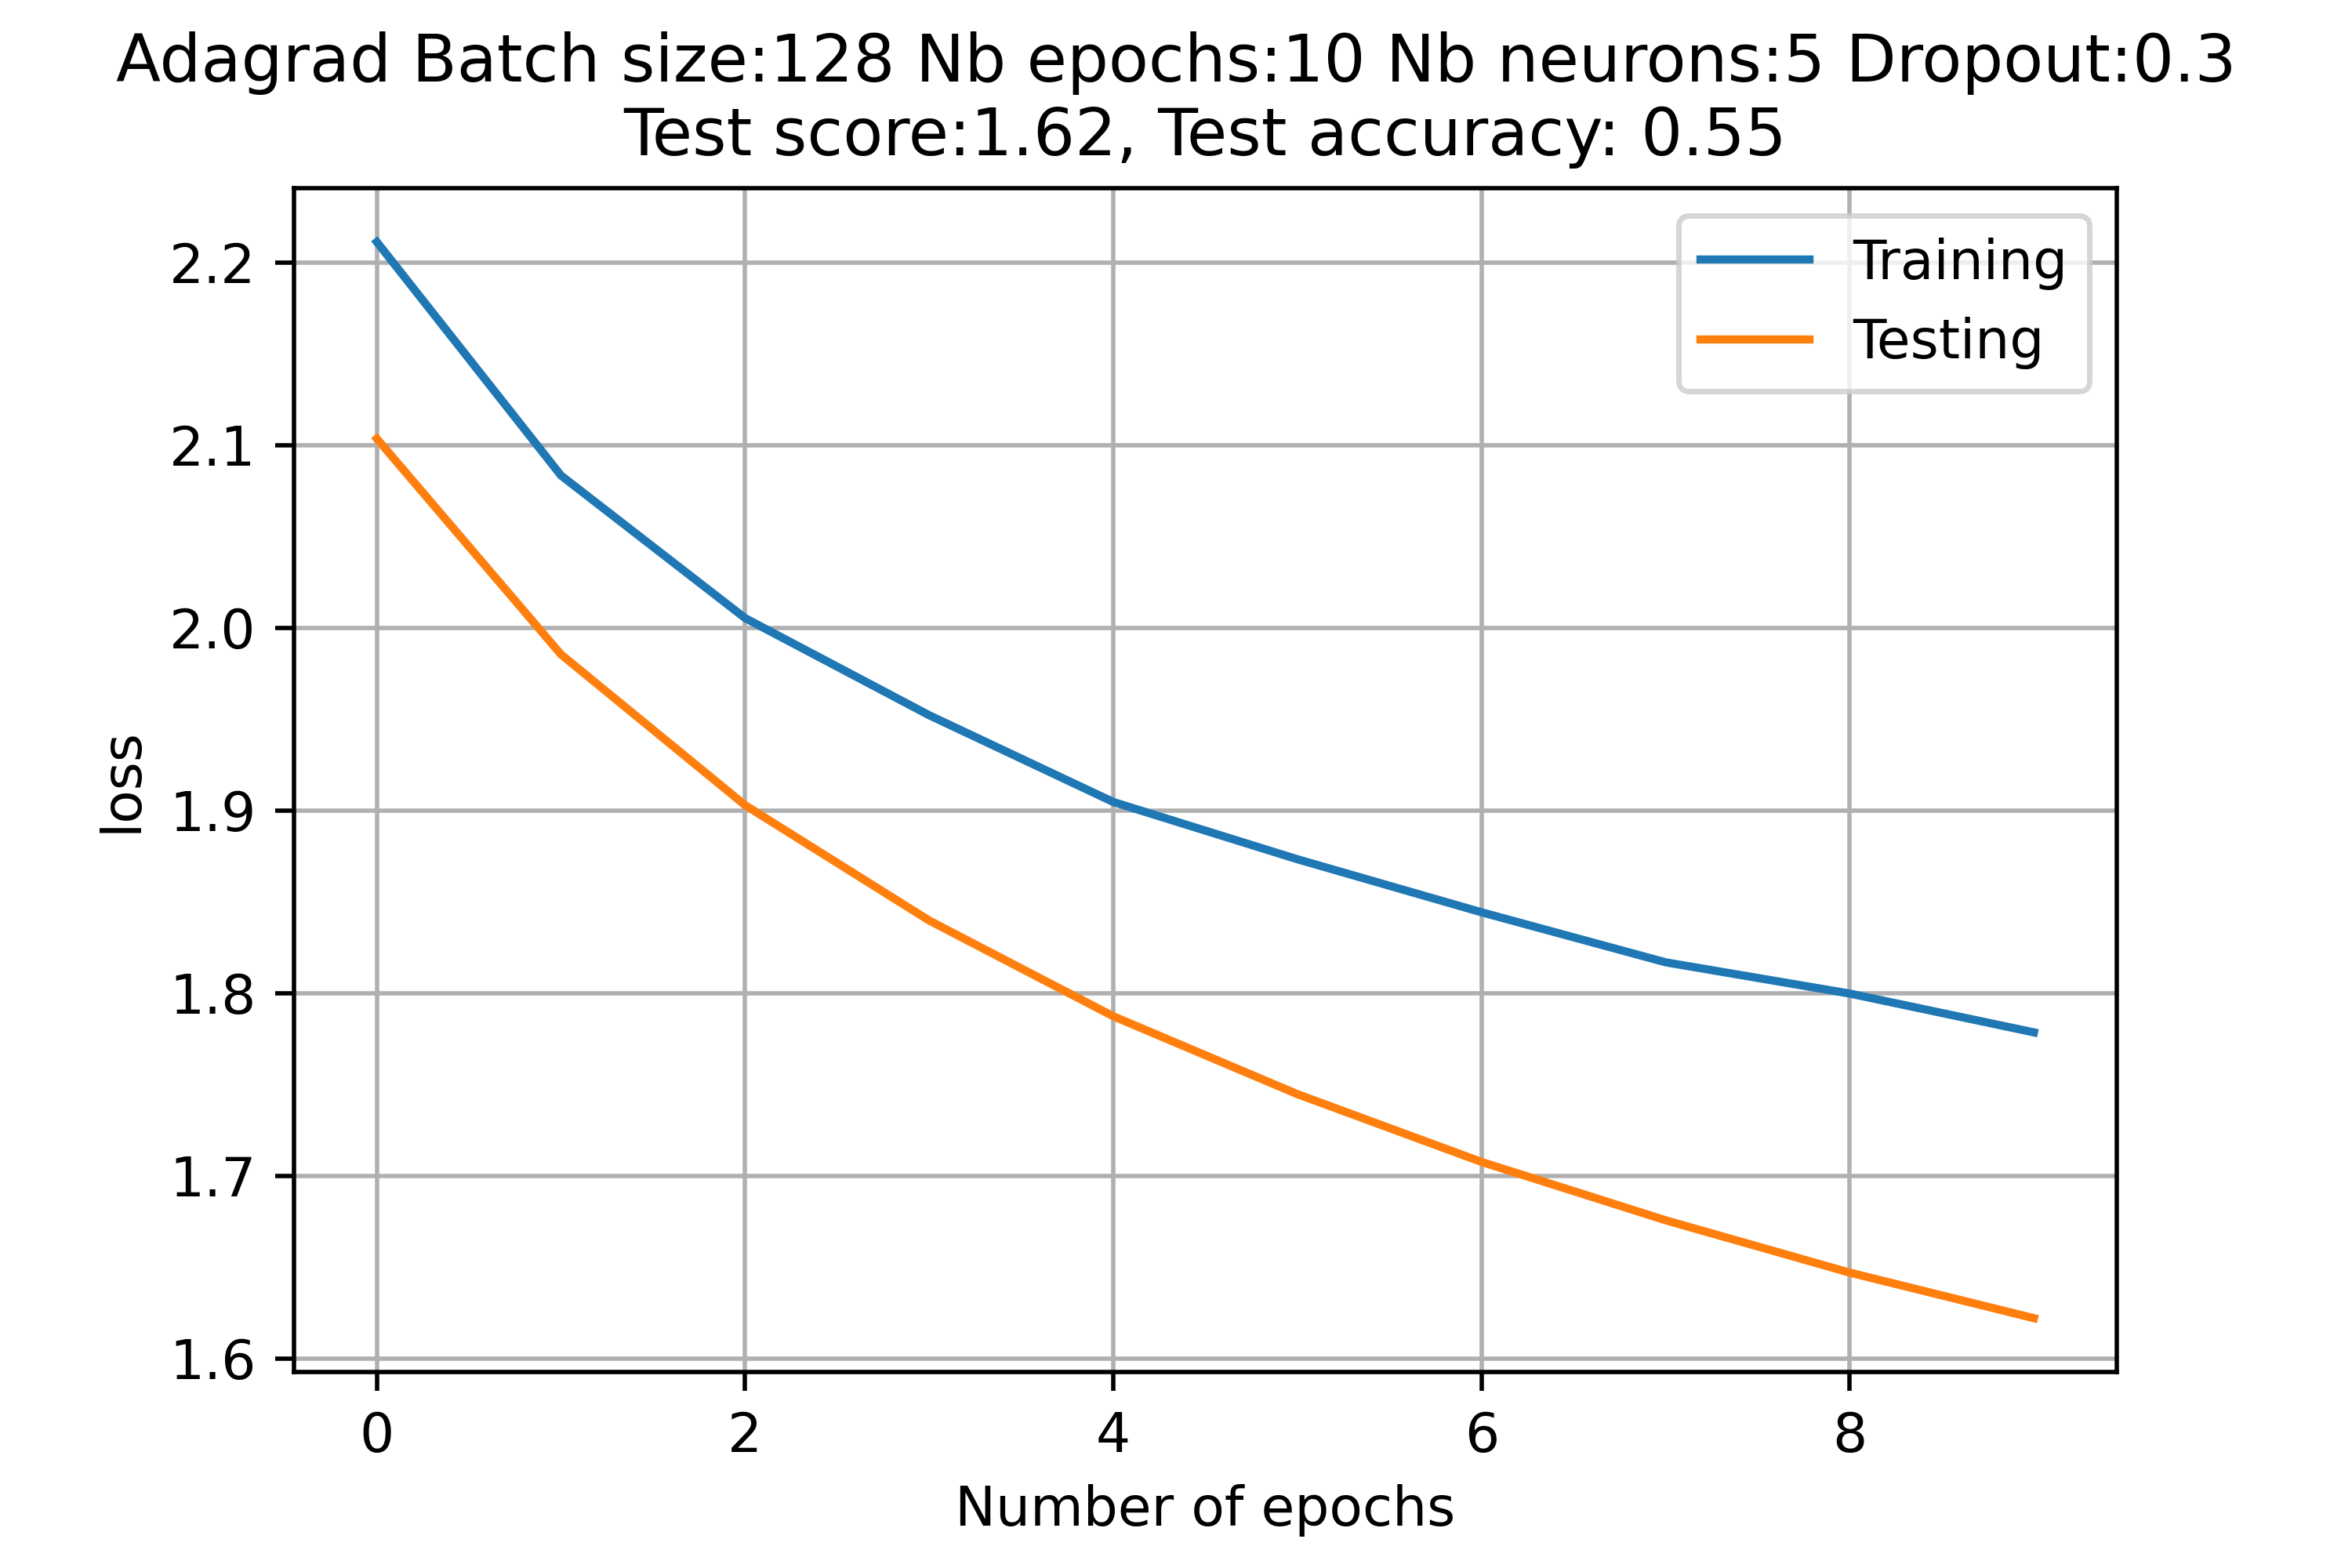 Adagrad Batch size:128 Nb epochs:10 Nb neurons:5 Dropout:0.3
Test score:1.62, Test accuracy: 0.55
Training
Testing
2.2
2.1
2.0
1.9
1.8
1.7
1.6
loss
0 2 4 6 8
Number of epochs